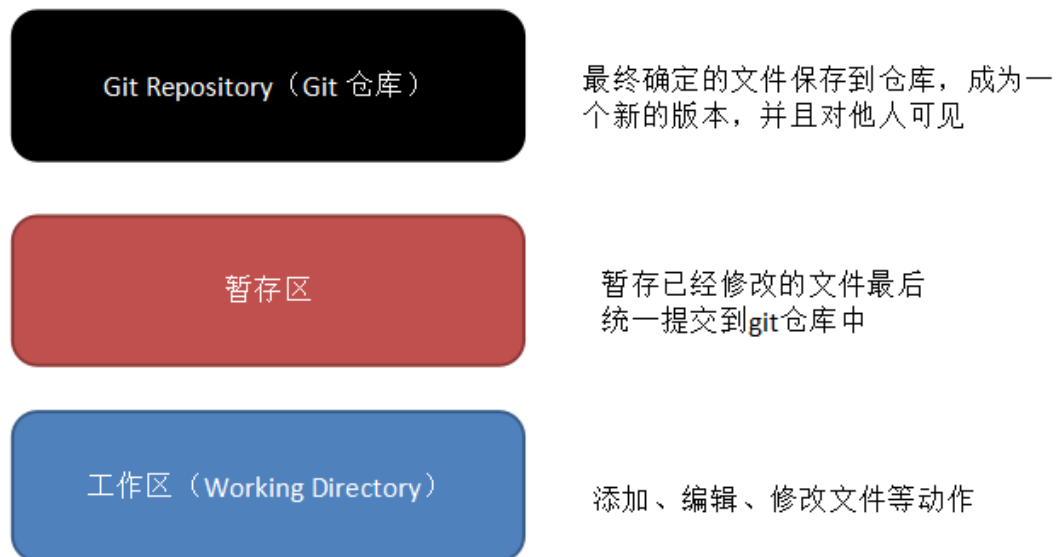 Git Repository（Git 仓库）
最终确定的文件保存到仓库，成为一
个新的版本，并且对他人可见
暂存区
暂存已经修改的文件最后
统一提交到git仓库中
工作区（Working Directory）
添加、编辑、修改文件等动作